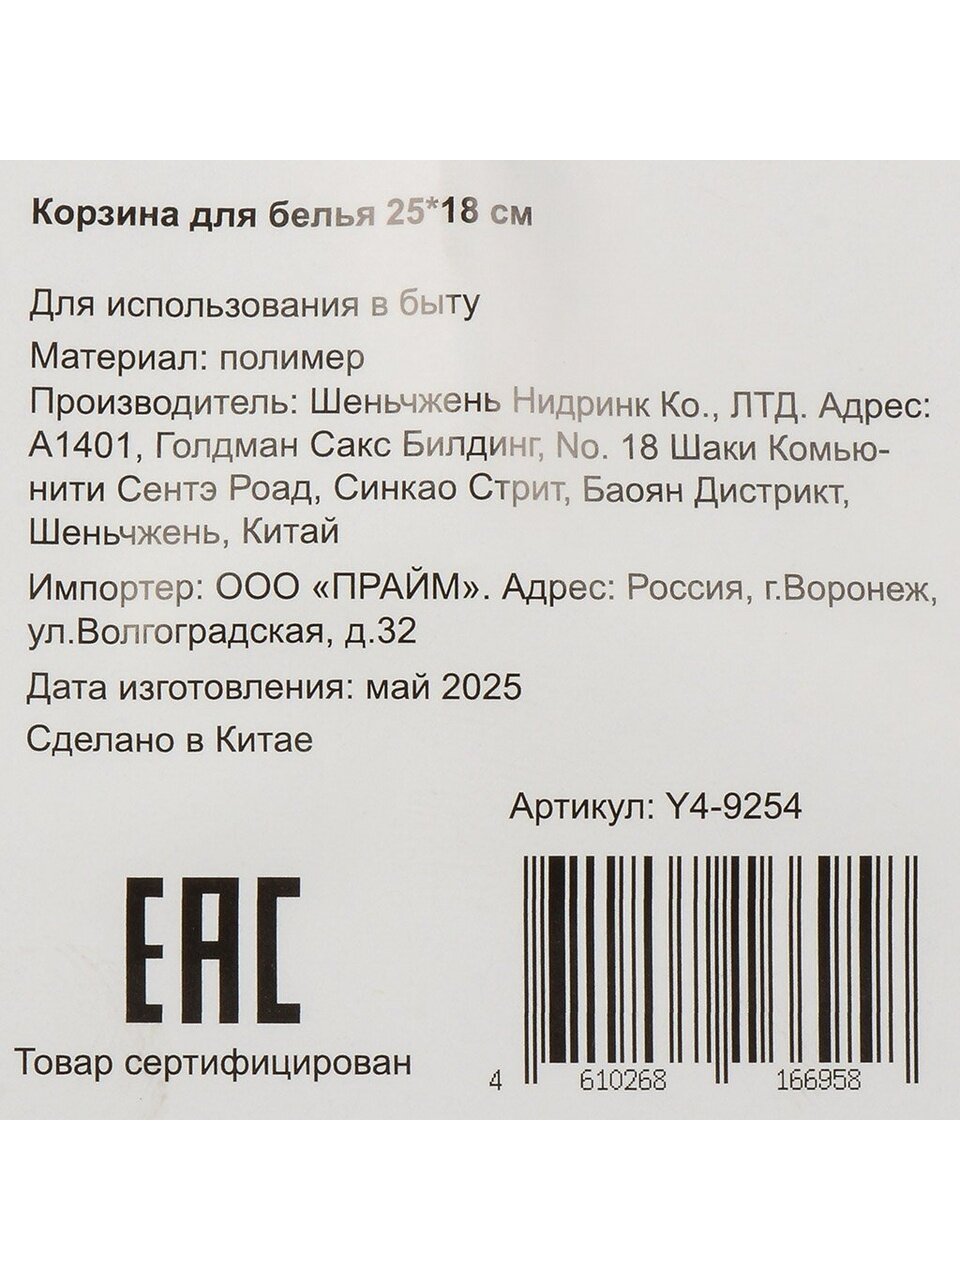 Корзина для белья 25*18 см
Для использования в быту
Материал: полимер
Производитель: Шеньчжень Нидринк Ко., ЛТД. Адрес:
А1401, Голдман Сакс Билдинг, No. 18 Шаки Комью-
нити Сентэ Роад, Синкао Стрит, Баоян Дистрикт,
Шеньчжень, Китай
Импортер: ООО «ПРАЙМ». Адрес: Россия, г.Воронеж,
ул.Волгоградская, д.32
Дата изготовления: май 2025
Сделано в Китае
Артикул: Y4-9254
ЕАС
Товар сертифицирован
4 610268 166958